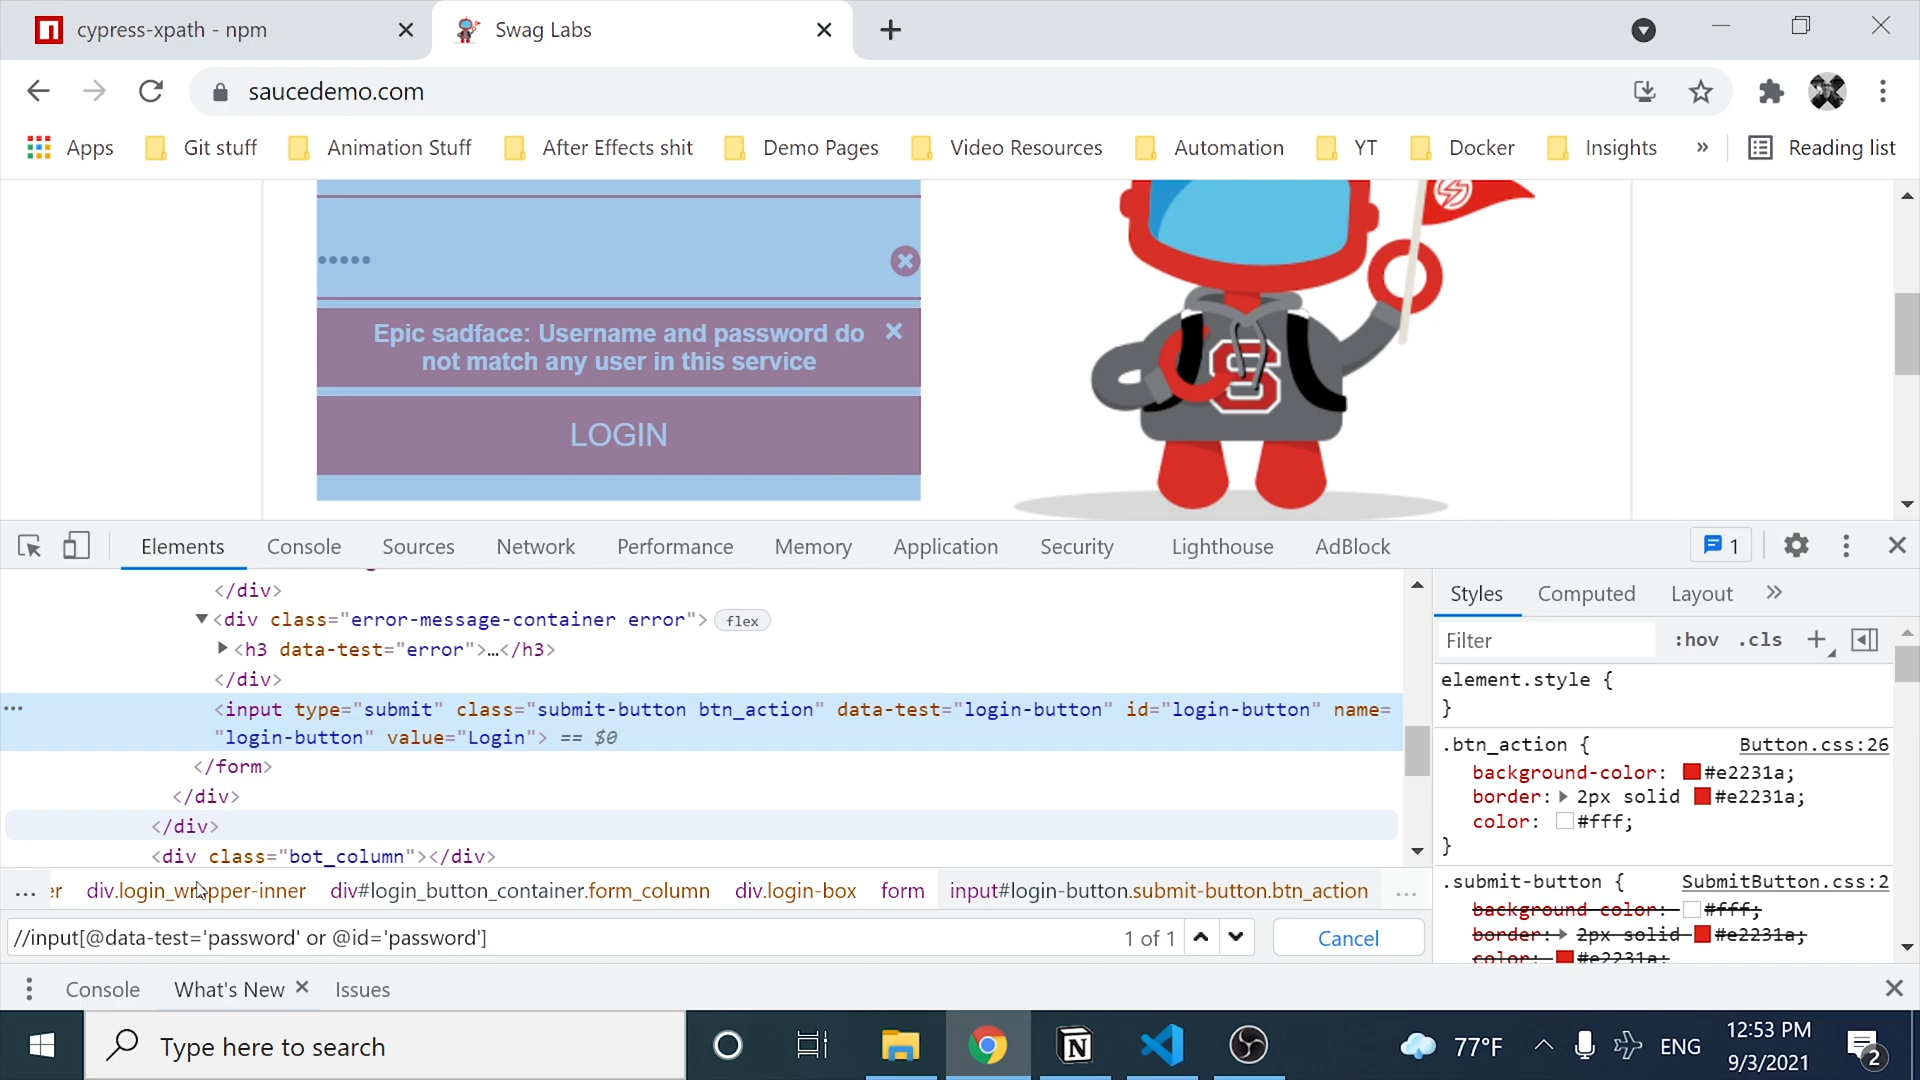 cypress-xpath - npm
Swag Labs
saucedemo.com
Apps
Git stuff
Animation Stuff
After Effects shit
Demo Pages
Video Resources
Automation
YT
Docker
Insights
»
Reading list
•••••
Epic sadface: Username and password do
not match any user in this service
LOGIN
S
Elements
Console
Sources
Network
Performance
Memory
Application
Security
Lighthouse
AdBlock
1
</div>
<div class="error-message-container error"> flex
<h3 data-test="error">…</h3>
</div>
<input type="submit" class="submit-button btn_action" data-test="login-button" id="login-button" name=
"login-button" value="Login"> == $0
</form>
</div>
</div>
<div class="bot_column"></div>
... er div.login_wrapper-inner div#login_button_container.form_column div.login-box form input#login-button.submit-button.btn_action ...
//input[@data-test='password' or @id='password']
1 of 1
Cancel
Styles
Computed
Layout
»
Filter
:hov .cls +
element.style {
}
.btn_action { Button.css:26
background-color: #e2231a;
border: 2px solid #e2231a;
color: #fff;
}
.submit-button { SubmitButton.css:2
background-color: #fff;
border: 2px solid #e2231a;
color: #e2231a;
Console
What's New
Issues
Type here to search
77°F
ENG
12:53 PM
9/3/2021
2